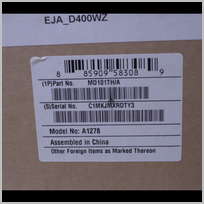 EJA_D400WZ
8 85909 58308 9
(1P)Part No. MD101TH/A
(S)Serial No. C1MKJMXRDTY3
Model No: A1278
Assembled in China
Other Foreign Items as Marked Thereon